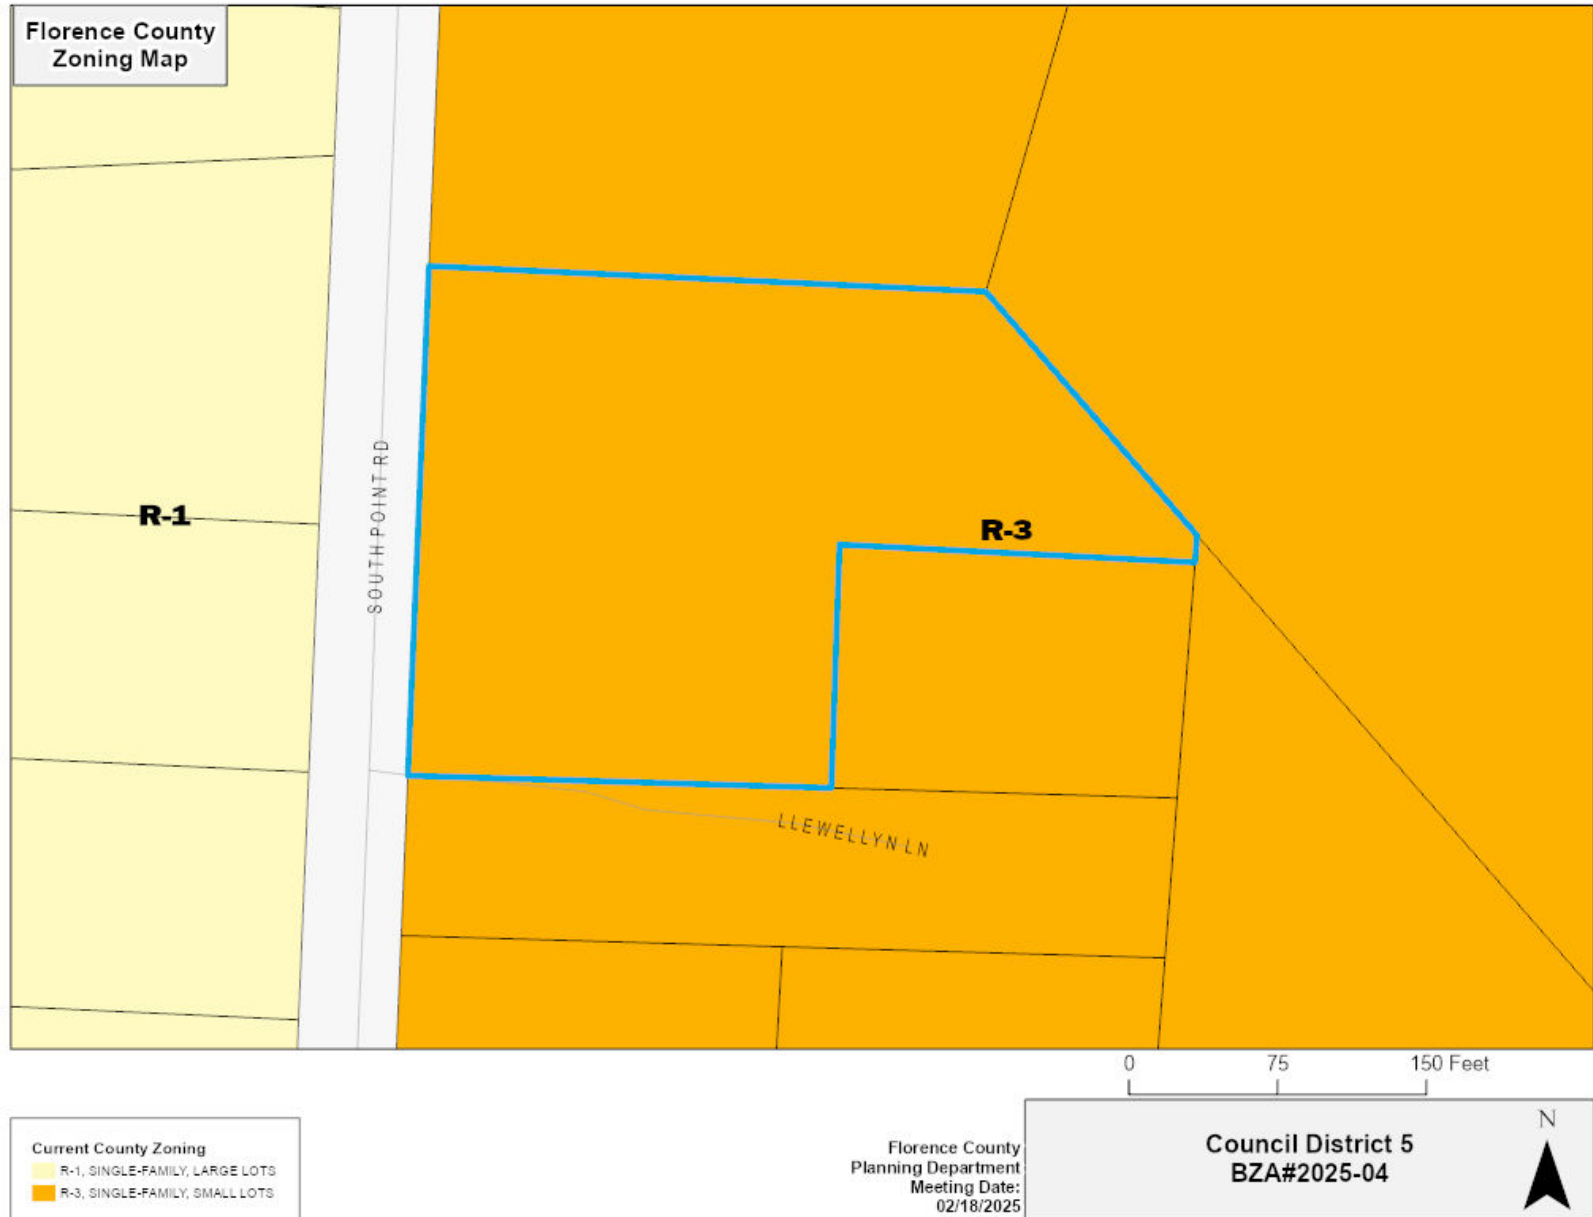 Florence County
Zoning Map
R-1
SOUTH POINT RD
R-3
LLEWELLYN LN
0 75 150 Feet
Current County Zoning
R-1, SINGLE-FAMILY, LARGE LOTS
R-3, SINGLE-FAMILY, SMALL LOTS
Florence County
Planning Department
Meeting Date:
02/18/2025
Council District 5
BZA#2025-04
N